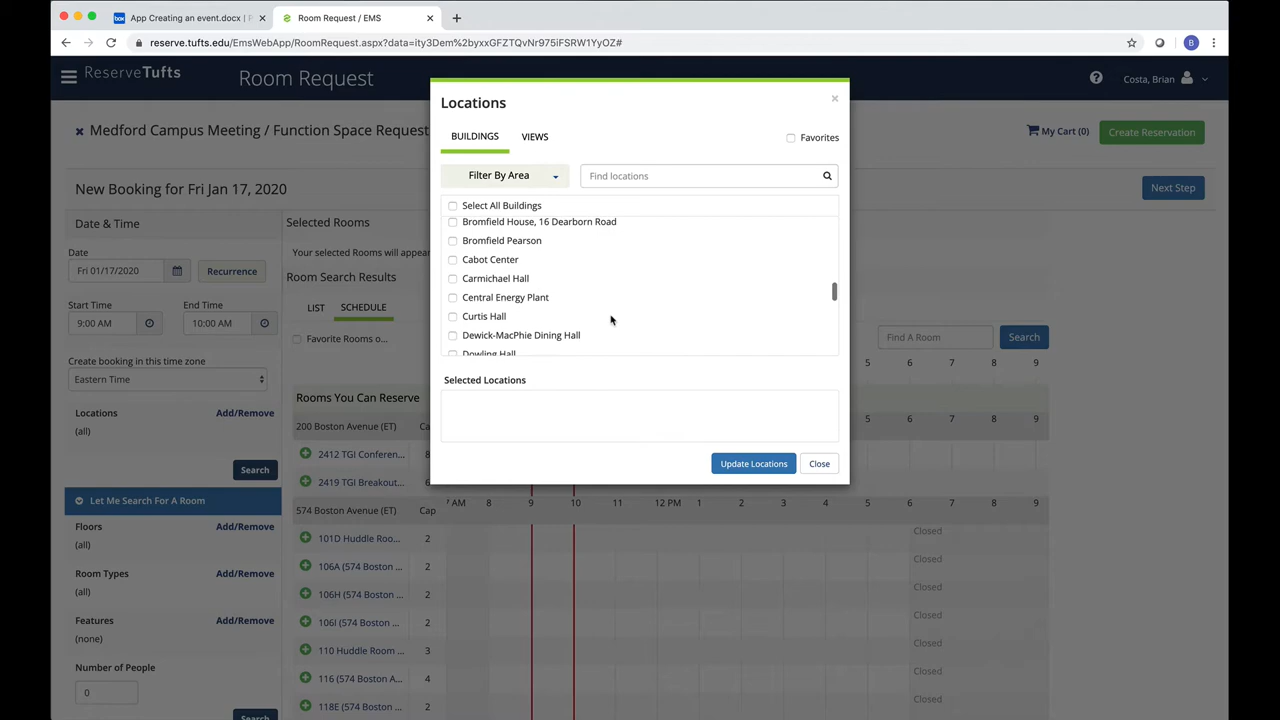 App Creating an event.docx | P
Room Request / EMS
reserve.tufts.edu/EmsWebApp/RoomRequest.aspx?data=ity3Dem%2byxxGFZTQvNr975iFSRW1YyOZ#
B
ReserveTufts
Room Request
Costa, Brian
Medford Campus Meeting / Function Space Request
My Cart (0)
Create Reservation
New Booking for Fri Jan 17, 2020
Next Step
Date & Time
Date
Fri 01/17/2020
Recurrence
Start Time
End Time
9:00 AM
10:00 AM
Create booking in this time zone
Eastern Time
Locations
Add/Remove
(all)
Search
Let Me Search For A Room
Floors
Add/Remove
(all)
Room Types
Add/Remove
(all)
Features
Add/Remove
(none)
Number of People
0
Search
Selected Rooms
Your selected Rooms will appear
Room Search Results
LIST
SCHEDULE
Favorite Rooms o...
Find A Room
Search
5 6 7 8 9
Rooms You Can Reserve
200 Boston Avenue (ET) Ca
5 6 7 8 9
2412 TGI Conferen... 8
2419 TGI Breakout... 6
574 Boston Avenue (ET) Cap
7 AM 8 9 10 11 12 PM 1 2 3 4 5 6 7 8 9
101D Huddle Roo... 2
Closed
106A (574 Boston ... 2
Closed
106H (574 Boston ... 2
Closed
106I (574 Boston ... 2
Closed
110 Huddle Room ... 3
Closed
116 (574 Boston A... 4
Closed
118E (574 Boston ... 2
Closed
Locations
×
BUILDINGS
VIEWS
Favorites
Filter By Area
Find locations
Select All Buildings
Bromfield House, 16 Dearborn Road
Bromfield Pearson
Cabot Center
Carmichael Hall
Central Energy Plant
Curtis Hall
Dewick-MacPhie Dining Hall
Dowling Hall
Selected Locations
Update Locations
Close